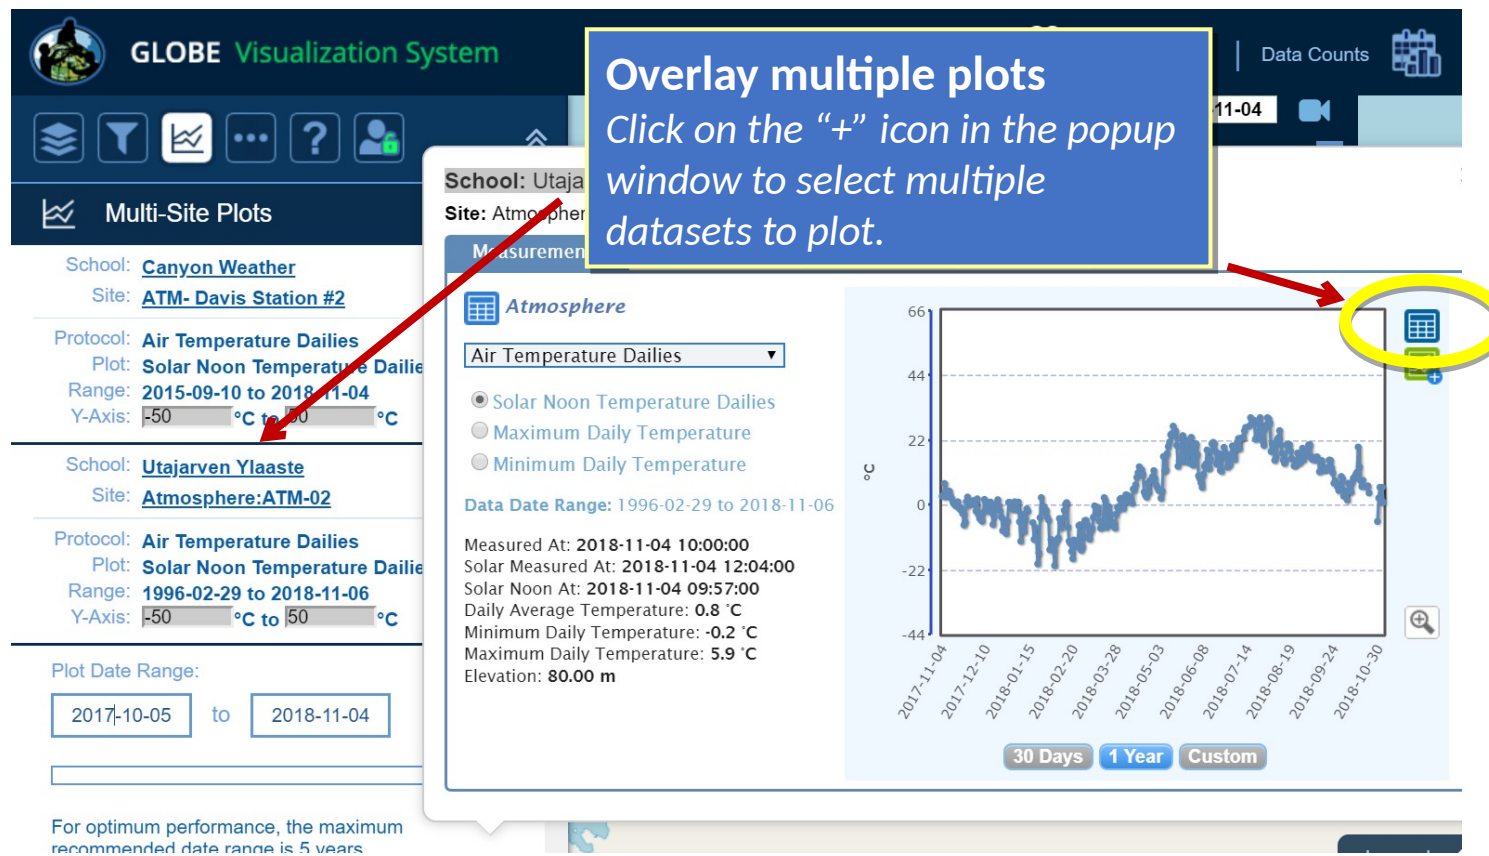 GLOBE Visualization System
Data Counts
11-04
Overlay multiple plots
Click on the “+” icon in the popup
window to select multiple
datasets to plot.
Multi-Site Plots
School: Canyon Weather
Site: ATM- Davis Station #2
Protocol: Air Temperature Dailies
Plot: Solar Noon Temperature Dailie
Range: 2015-09-10 to 2018-11-04
Y-Axis: -50 °C to 50 °C
School: Utajarven Ylaaste
Site: Atmosphere:ATM-02
Protocol: Air Temperature Dailies
Plot: Solar Noon Temperature Dailie
Range: 1996-02-29 to 2018-11-06
Y-Axis: -50 °C to 50 °C
Plot Date Range:
2017-10-05 to 2018-11-04
For optimum performance, the maximum
recommended date range is 5 years
School: Utaja
Site: Atmospher
Measuremen
Atmosphere
Air Temperature Dailies
Solar Noon Temperature Dailies
Maximum Daily Temperature
Minimum Daily Temperature
Data Date Range: 1996-02-29 to 2018-11-06
Measured At: 2018-11-04 10:00:00
Solar Measured At: 2018-11-04 12:04:00
Solar Noon At: 2018-11-04 09:57:00
Daily Average Temperature: 0.8 °C
Minimum Daily Temperature: -0.2 °C
Maximum Daily Temperature: 5.9 °C
Elevation: 80.00 m
66
44
22
0
-22
-44
°C
2017-11-04
2017-12-10
2018-01-15
2018-02-20
2018-03-28
2018-05-03
2018-06-08
2018-07-14
2018-08-19
2018-09-24
2018-10-30
30 Days
1 Year
Custom